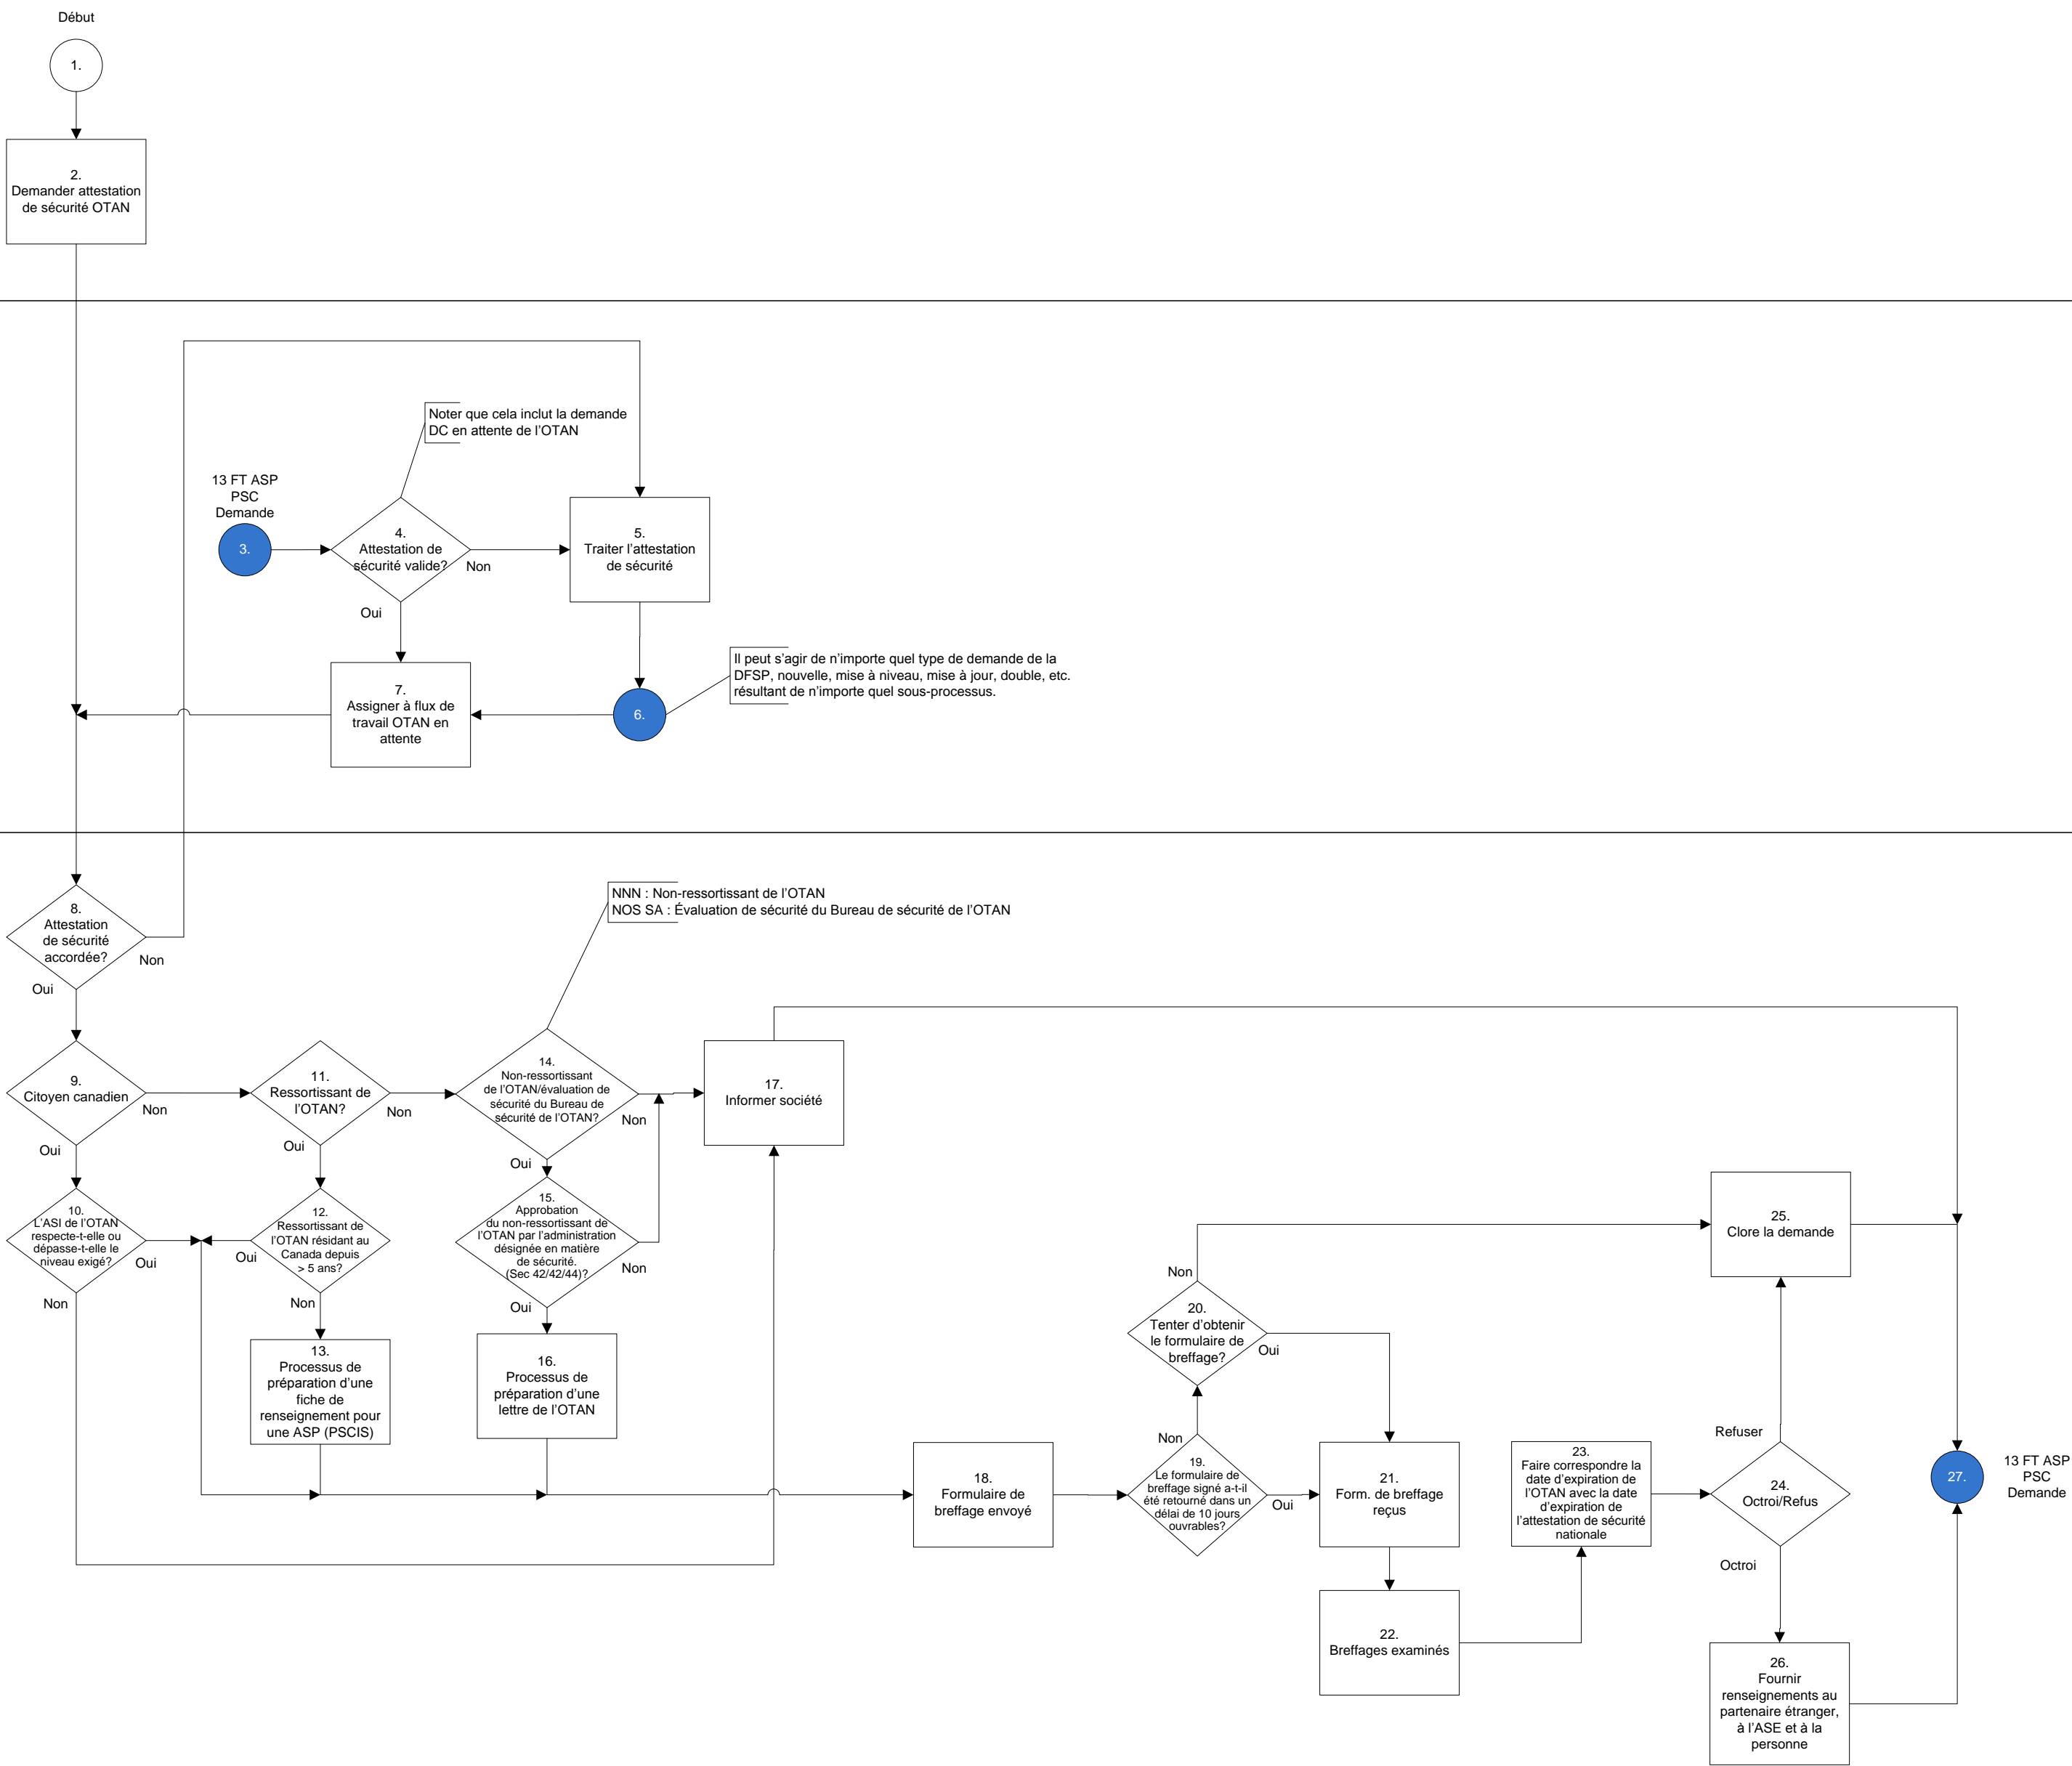 Début
1.
2.
Demander attestation
de sécurité OTAN
Noter que cela inclut la demande
DC en attente de l’OTAN
13 FT ASP
PSC
Demande
3.
4.
Attestation de
sécurité valide?
Non
Oui
5.
Traiter l’attestation
de sécurité
Il peut s’agir de n’importe quel type de demande de la
DFSP, nouvelle, mise à niveau, mise à jour, double, etc.
résultant de n’importe quel sous-processus.
6.
7.
Assigner à flux de
travail OTAN en
attente
8.
Attestation
de sécurité
accordée?
Non
Oui
NNN : Non-ressortissant de l’OTAN
NOS SA : Évaluation de sécurité du Bureau de sécurité de l’OTAN
9.
Citoyen canadien
Non
Oui
11.
Ressortissant de
l’OTAN?
Non
Oui
14.
Non-ressortissant
de l’OTAN/évaluation de
sécurité du Bureau de
sécurité de l’OTAN?
Non
Oui
17.
Informer société
10.
L’ASI de l’OTAN
respecte-t-elle ou
dépasse-t-elle le
niveau exigé?
Oui
Non
12.
Ressortissant de
l’OTAN résidant au
Canada depuis
> 5 ans?
Oui
Non
15.
Approbation
du non-ressortissant de
l’OTAN par l’administration
désignée en matière
de sécurité.
(Sec 42/42/44)?
Non
Oui
13.
Processus de
préparation d’une
fiche de
renseignement pour
une ASP (PSCIS)
16.
Processus de
préparation d’une
lettre de l’OTAN
18.
Formulaire de
breffage envoyé
19.
Le formulaire de
breffage signé a-t-il
été retourné dans un
délai de 10 jours
ouvrables?
Non
Oui
20.
Tenter d’obtenir
le formulaire de
breffage?
Non
Oui
21.
Form. de breffage
reçus
22.
Breffages examinés
23.
Faire correspondre la
date d’expiration de
l’OTAN avec la date
d’expiration de
l’attestation de sécurité
nationale
24.
Octroi/Refus
Refuser
Octroi
25.
Clore la demande
26.
Fournir
renseignements au
partenaire étranger,
à l’ASE et à la
personne
27.
13 FT ASP
PSC
Demande